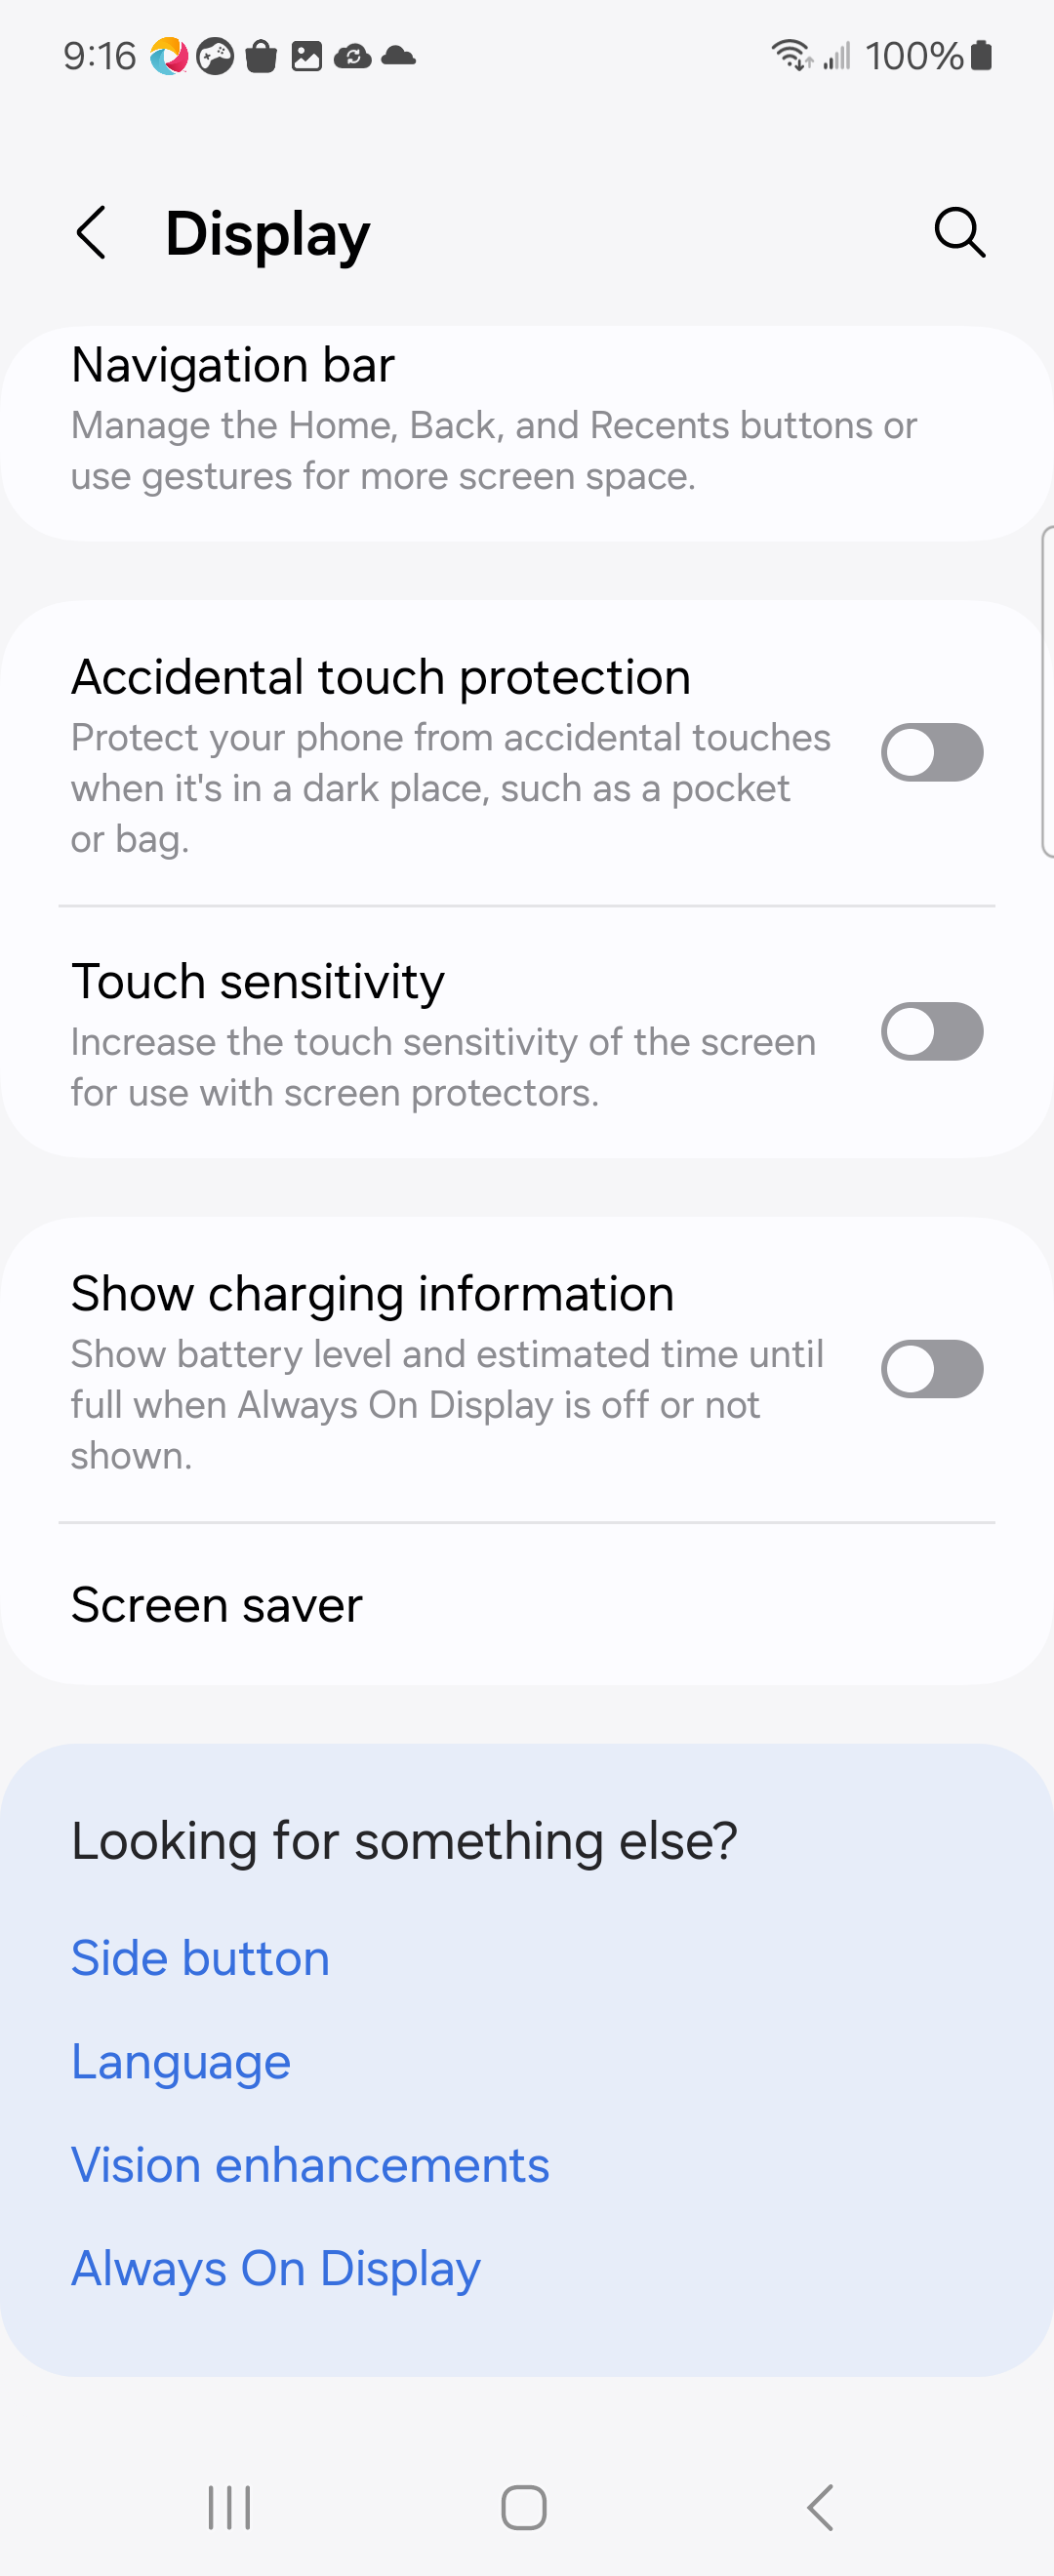 9:16 100%
Display
Navigation bar
Manage the Home, Back, and Recents buttons or
use gestures for more screen space.
Accidental touch protection
Protect your phone from accidental touches
when it's in a dark place, such as a pocket
or bag.
Touch sensitivity
Increase the touch sensitivity of the screen
for use with screen protectors.
Show charging information
Show battery level and estimated time until
full when Always On Display is off or not
shown.
Screen saver
Looking for something else?
Side button
Language
Vision enhancements
Always On Display